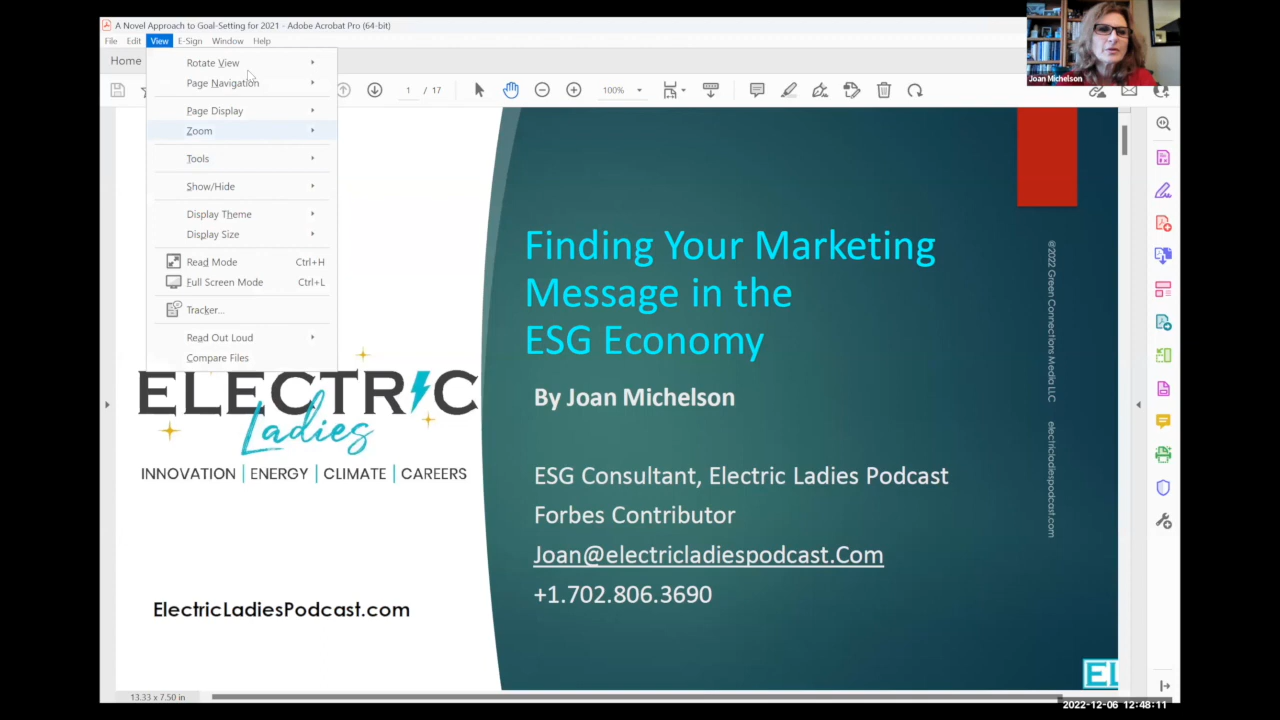 A Novel Approach to Goal-Setting for 2021 - Adobe Acrobat Pro (64-bit)
File Edit View E-Sign Window Help
Home
Rotate View
Page Navigation
Page Display
Zoom
Tools
Show/Hide
Display Theme
Display Size
Read Mode Ctrl+H
Full Screen Mode Ctrl+L
Tracker...
Read Out Loud
Compare Files
1 / 17
100%
Joan Michelson
ELECTRIC
Ladies
INNOVATION | ENERGY | CLIMATE | CAREERS
ElectricLadiesPodcast.com
Finding Your Marketing
Message in the
ESG Economy
By Joan Michelson
ESG Consultant, Electric Ladies Podcast
Forbes Contributor
Joan@electricladiespodcast.Com
+1.702.806.3690
@2022 Green Connections Media LLC electricladiespodcast.com
EL
13.33 x 7.50 in
2022-12-06 12:48:11